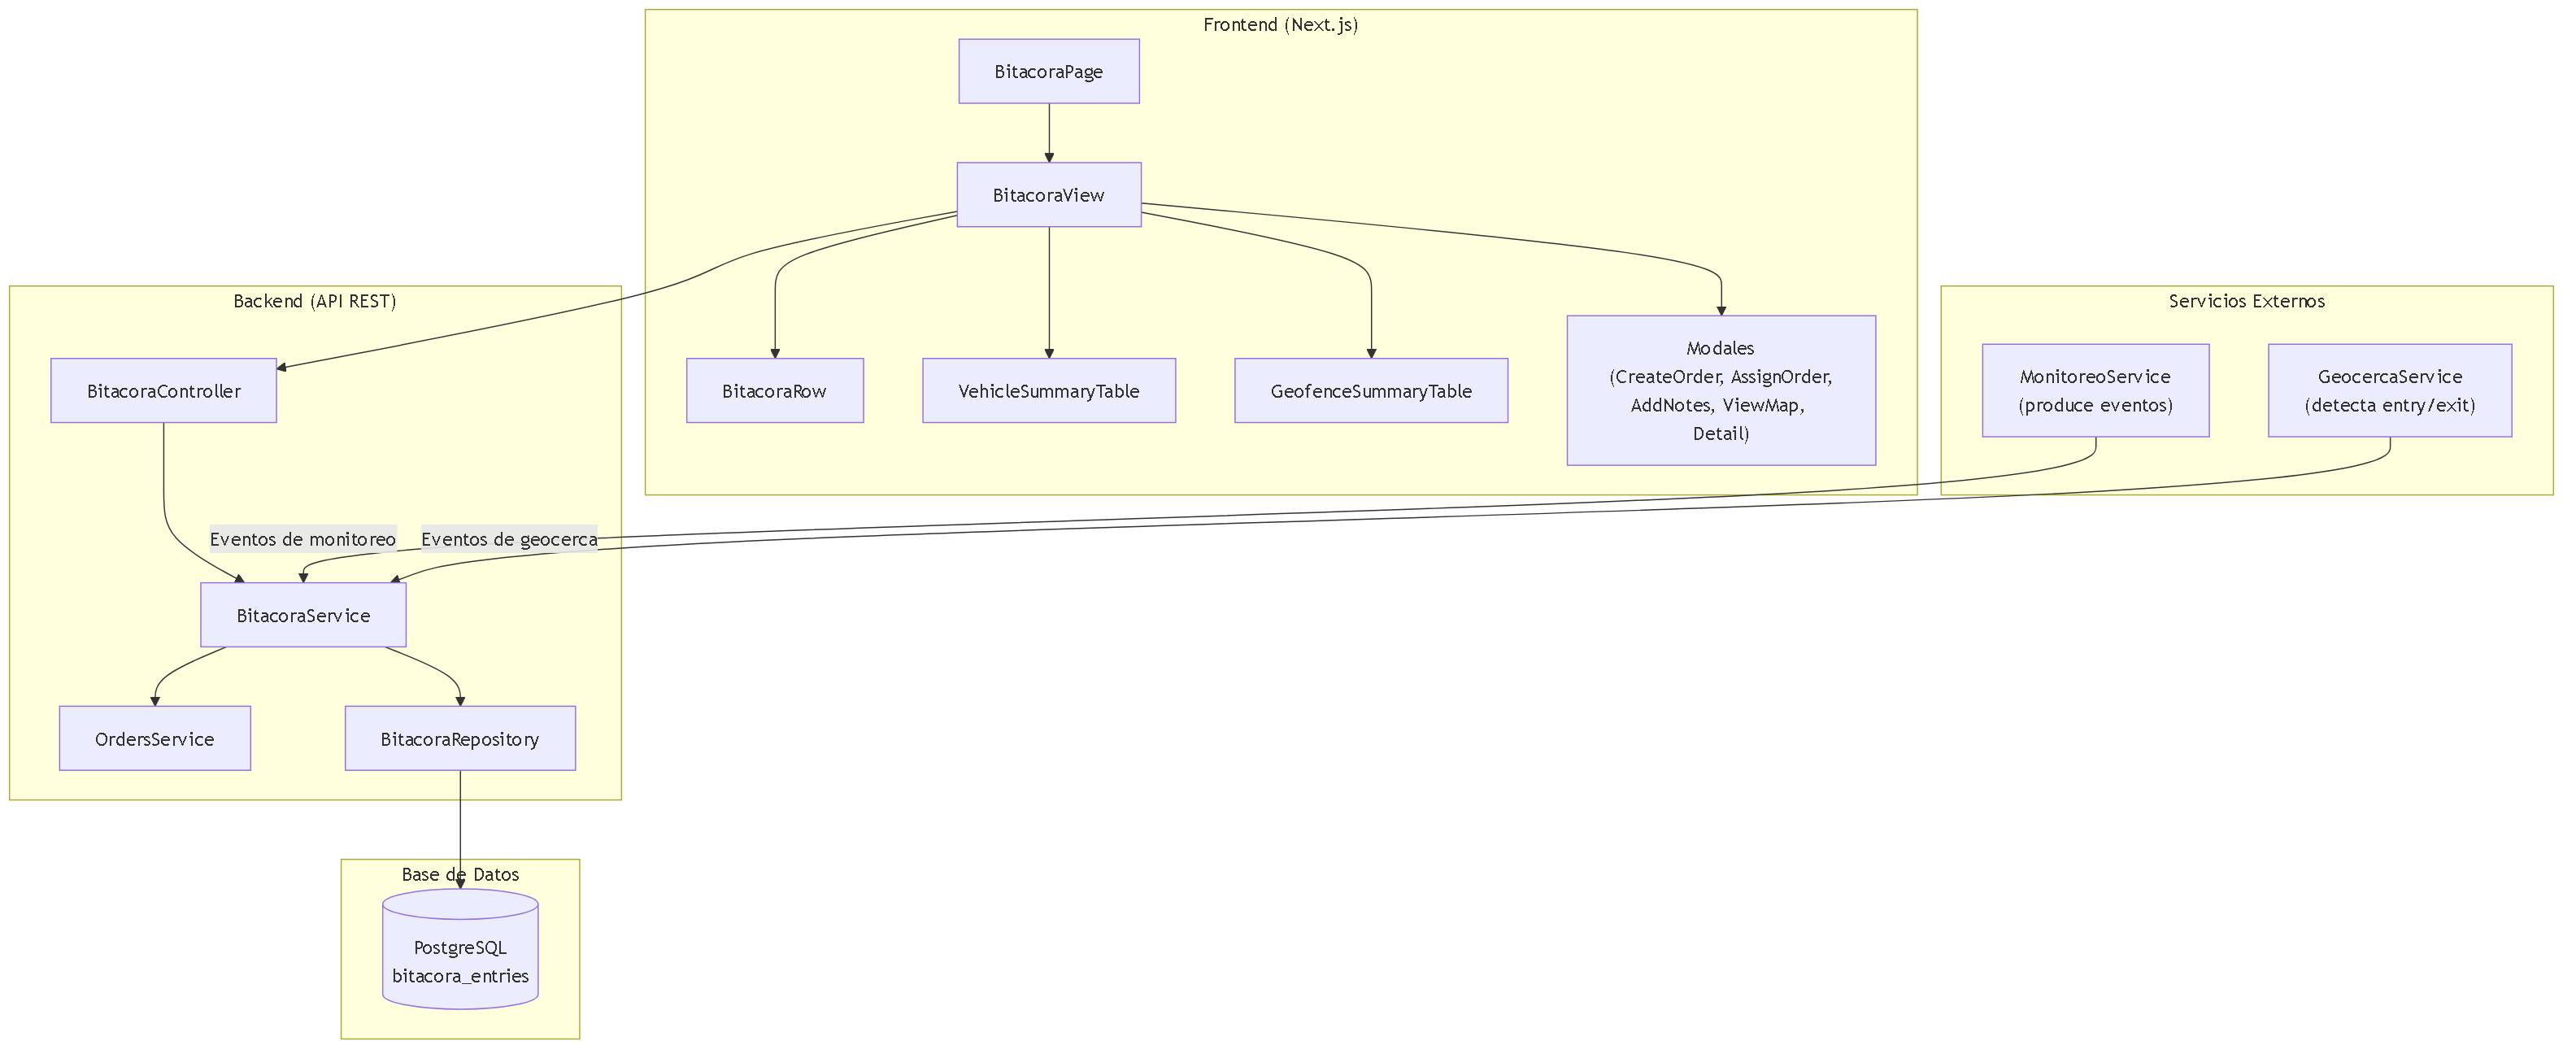 Frontend (Next.js)
BitacoraPage
BitacoraView
BitacoraRow
VehicleSummaryTable
GeofenceSummaryTable
Modales
(CreateOrder, AssignOrder,
AddNotes, ViewMap,
Detail)
Servicios Externos
MonitoreoService
(produce eventos)
GeocercaService
(detecta entry/exit)
Backend (API REST)
BitacoraController
Eventos de monitoreo
Eventos de geocerca
BitacoraService
OrdersService
BitacoraRepository
Base de Datos
PostgreSQL
bitacora_entries